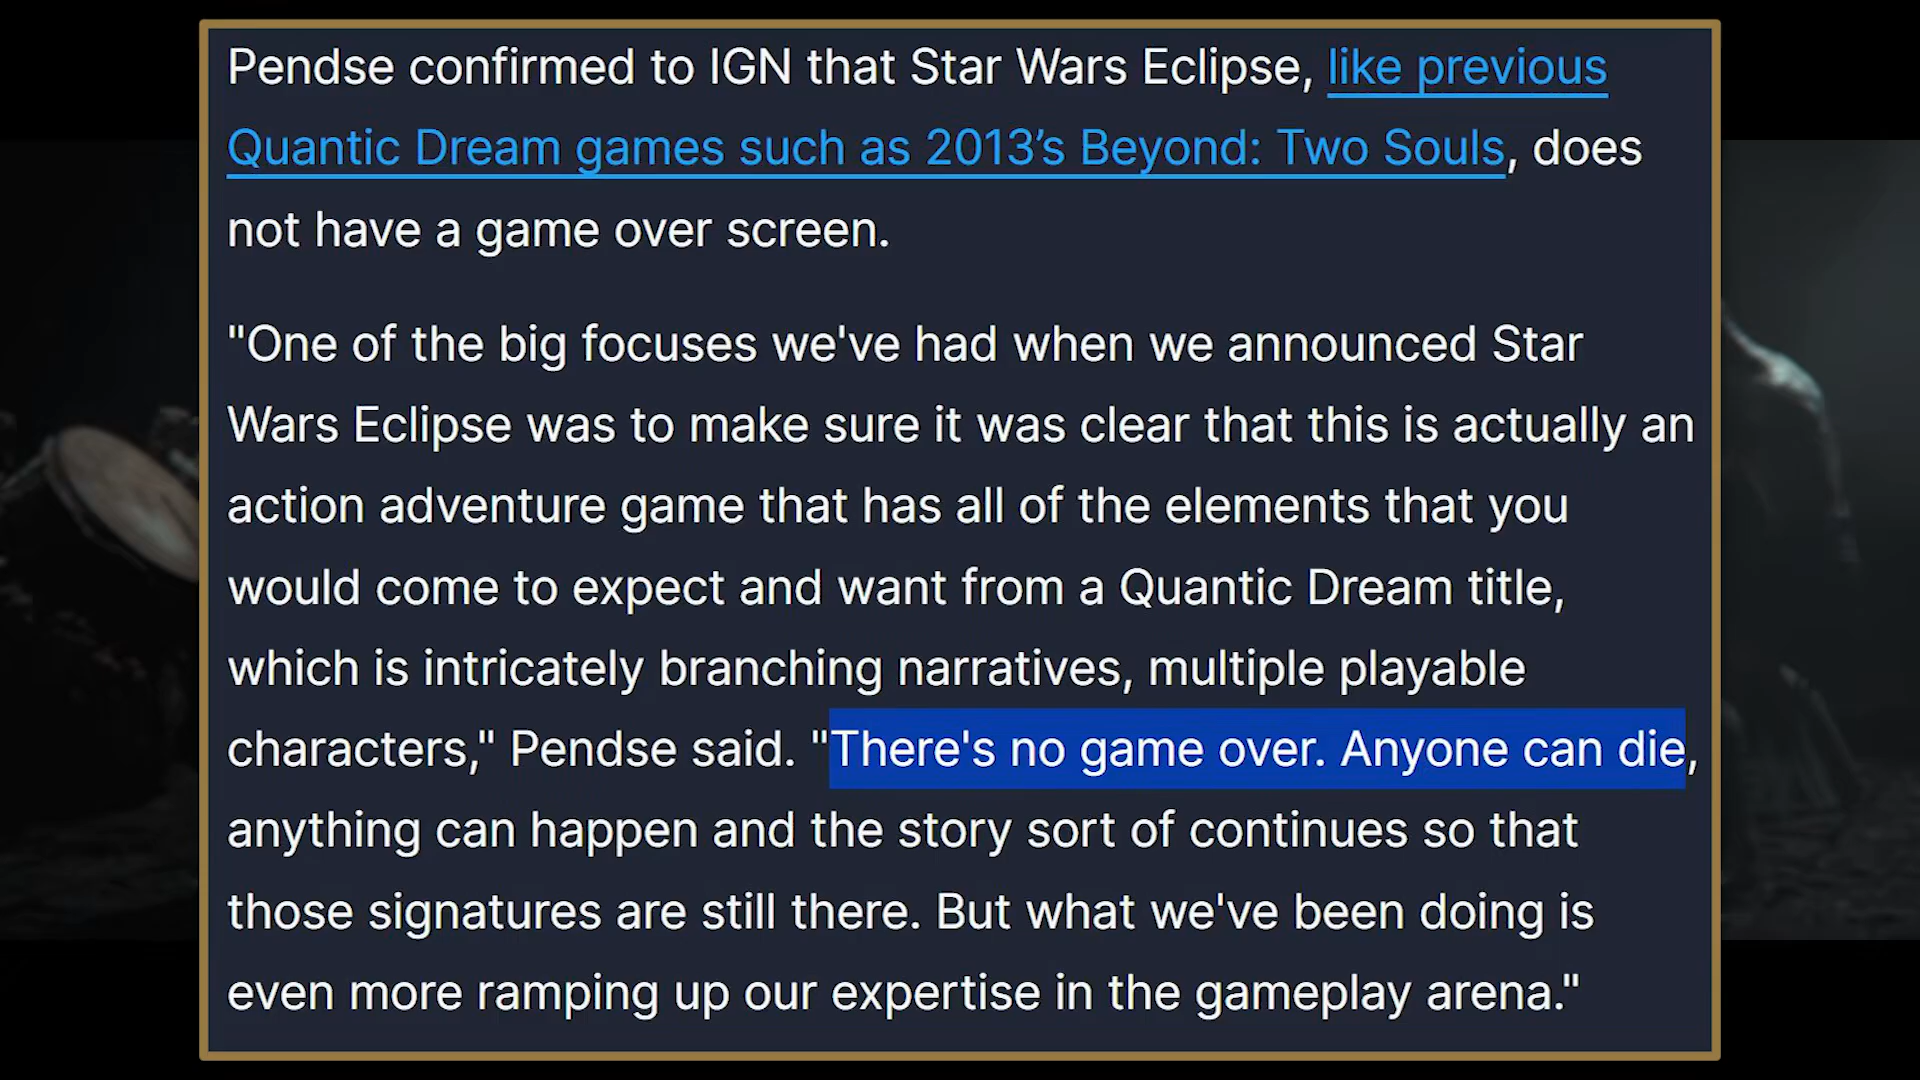 Pendse confirmed to IGN that Star Wars Eclipse, like previous
Quantic Dream games such as 2013’s Beyond: Two Souls, does
not have a game over screen.
"One of the big focuses we've had when we announced Star
Wars Eclipse was to make sure it was clear that this is actually an
action adventure game that has all of the elements that you
would come to expect and want from a Quantic Dream title,
which is intricately branching narratives, multiple playable
characters," Pendse said. "There's no game over. Anyone can die,
anything can happen and the story sort of continues so that
those signatures are still there. But what we've been doing is
even more ramping up our expertise in the gameplay arena."